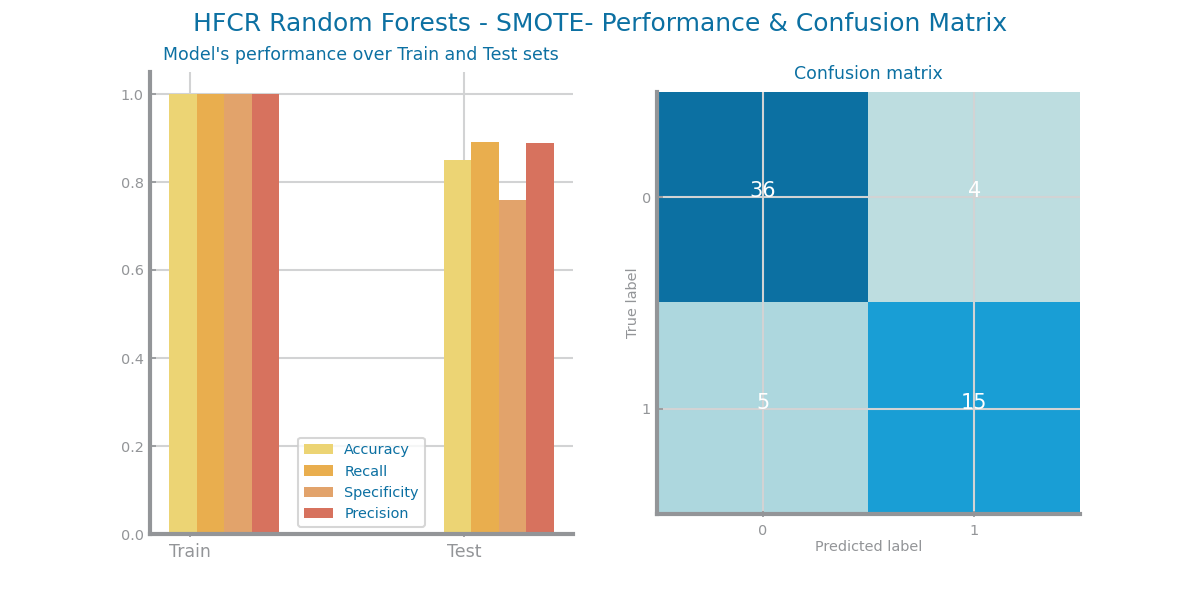 HFCR Random Forests - SMOTE- Performance & Confusion Matrix
Model's performance over Train and Test sets
1.0
0.8
0.6
0.4
0.2
0.0
Train
Test
Accuracy
Recall
Specificity
Precision
Confusion matrix
True label
0
1
36
4
5
15
0
1
Predicted label